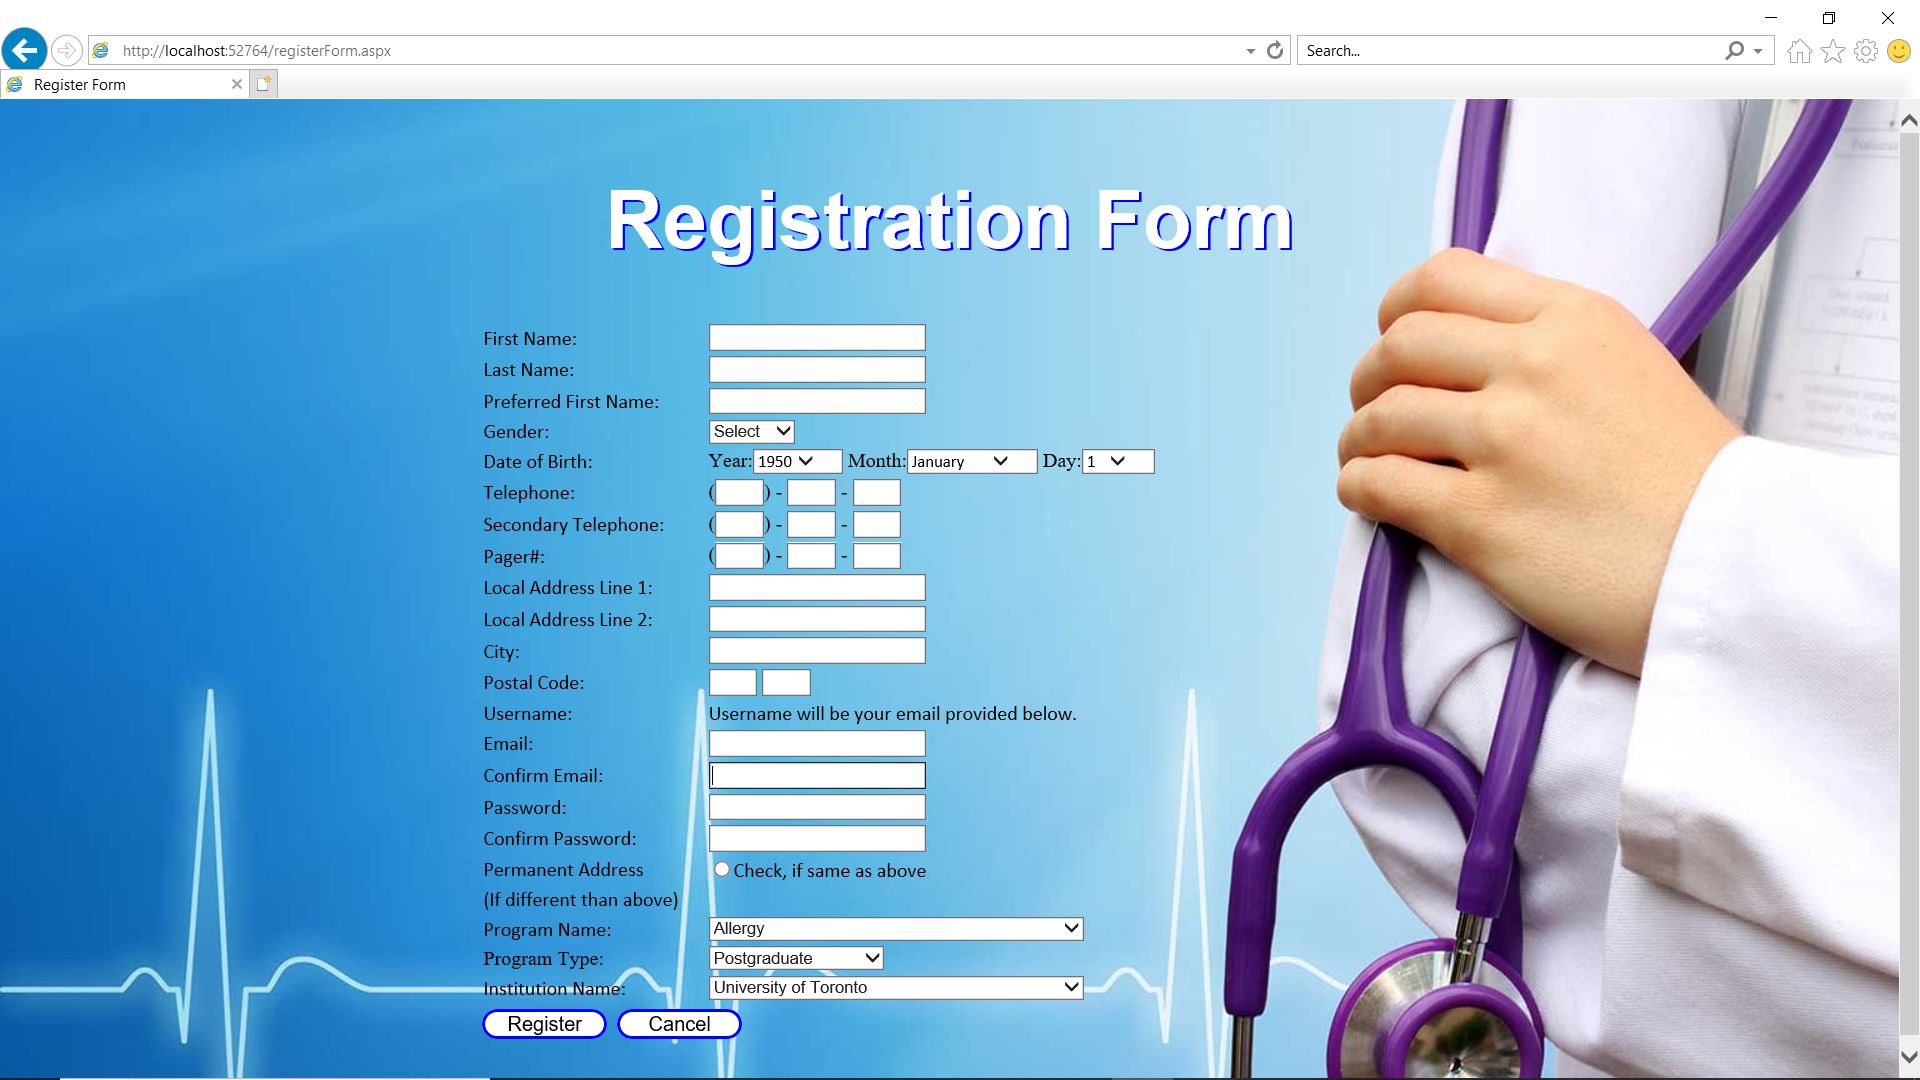 http://localhost:52764/registerForm.aspx
Search...
Register Form
Registration Form
First Name:
Last Name:
Preferred First Name:
Gender: Select
Date of Birth: Year: 1950 Month: January Day: 1
Telephone: ( ) - -
Secondary Telephone: ( ) - -
Pager#: ( ) - -
Local Address Line 1:
Local Address Line 2:
City:
Postal Code:
Username: Username will be your email provided below.
Email:
Confirm Email:
Password:
Confirm Password:
Permanent Address Check, if same as above
(If different than above)
Program Name: Allergy
Program Type: Postgraduate
Institution Name: University of Toronto
Register Cancel